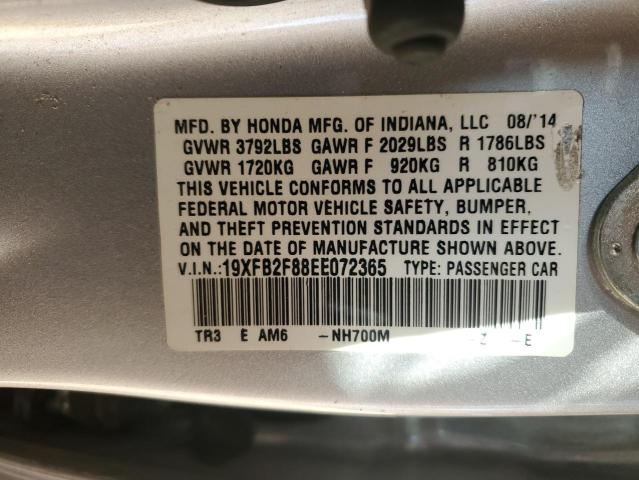 MFD. BY HONDA MFG. OF INDIANA, LLC 08/'14
GVWR 3792LBS GAWR F 2029LBS R 1786LBS
GVWR 1720KG GAWR F 920KG R 810KG
THIS VEHICLE CONFORMS TO ALL APPLICABLE
FEDERAL MOTOR VEHICLE SAFETY, BUMPER,
AND THEFT PREVENTION STANDARDS IN EFFECT
ON THE DATE OF MANUFACTURE SHOWN ABOVE.
V.I.N.:19XFB2F88EE072365 TYPE: PASSENGER CAR
TR3 E AM6 -NH700M -Z -E